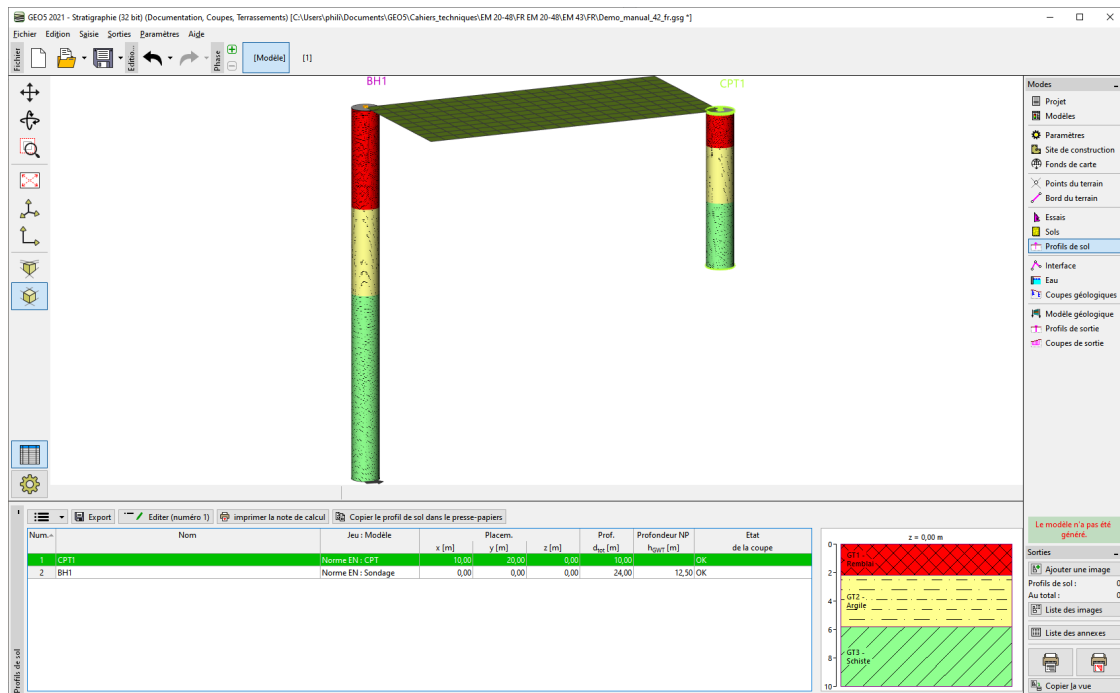 GEO5 2021 - Stratigraphie (32 bit) (Documentation, Coupes, Terrassements) [C:\Users\phili\Documents\GEO5\Cahiers_techniques\EM 20-48\FR EM 20-48\EM 43\FR\Demo_manual_42_fr.gsg *]
Fichier Edition Saisie Sorties Paramètres Aide
Fichier
Editio...
Phase
[Modèle] [1]
BH1
CPT1
Modes
Projet
Modèles
Paramètres
Site de construction
Fonds de carte
Points du terrain
Bord du terrain
Essais
Sols
Profils de sol
Interface
Eau
Coupes géologiques
Modèle géologique
Profils de sortie
Coupes de sortie
Export Editer (numéro 1) imprimer la note de calcul Copier le profil de sol dans le presse-papiers
Num. Nom Jeu : Modèle Placem. Prof. Profondeur NP Etat
x [m] y [m] z [m] dtot [m] hGWT [m] de la coupe
1 CPT1 Norme EN : CPT 10,00 20,00 0,00 10,00 OK
2 BH1 Norme EN : Sondage 0,00 0,00 0,00 24,00 12,50 OK
Profils de sol
z = 0,00 m
0
GT1 -
Remblai
2
GT2 -
4
Argile
6
GT3 -
8
Schiste
10
Le modèle n'a pas été
généré.
Sorties
Ajouter une image
Profils de sol : 0
Au total : 0
Liste des images
Liste des annexes
Copier la vue